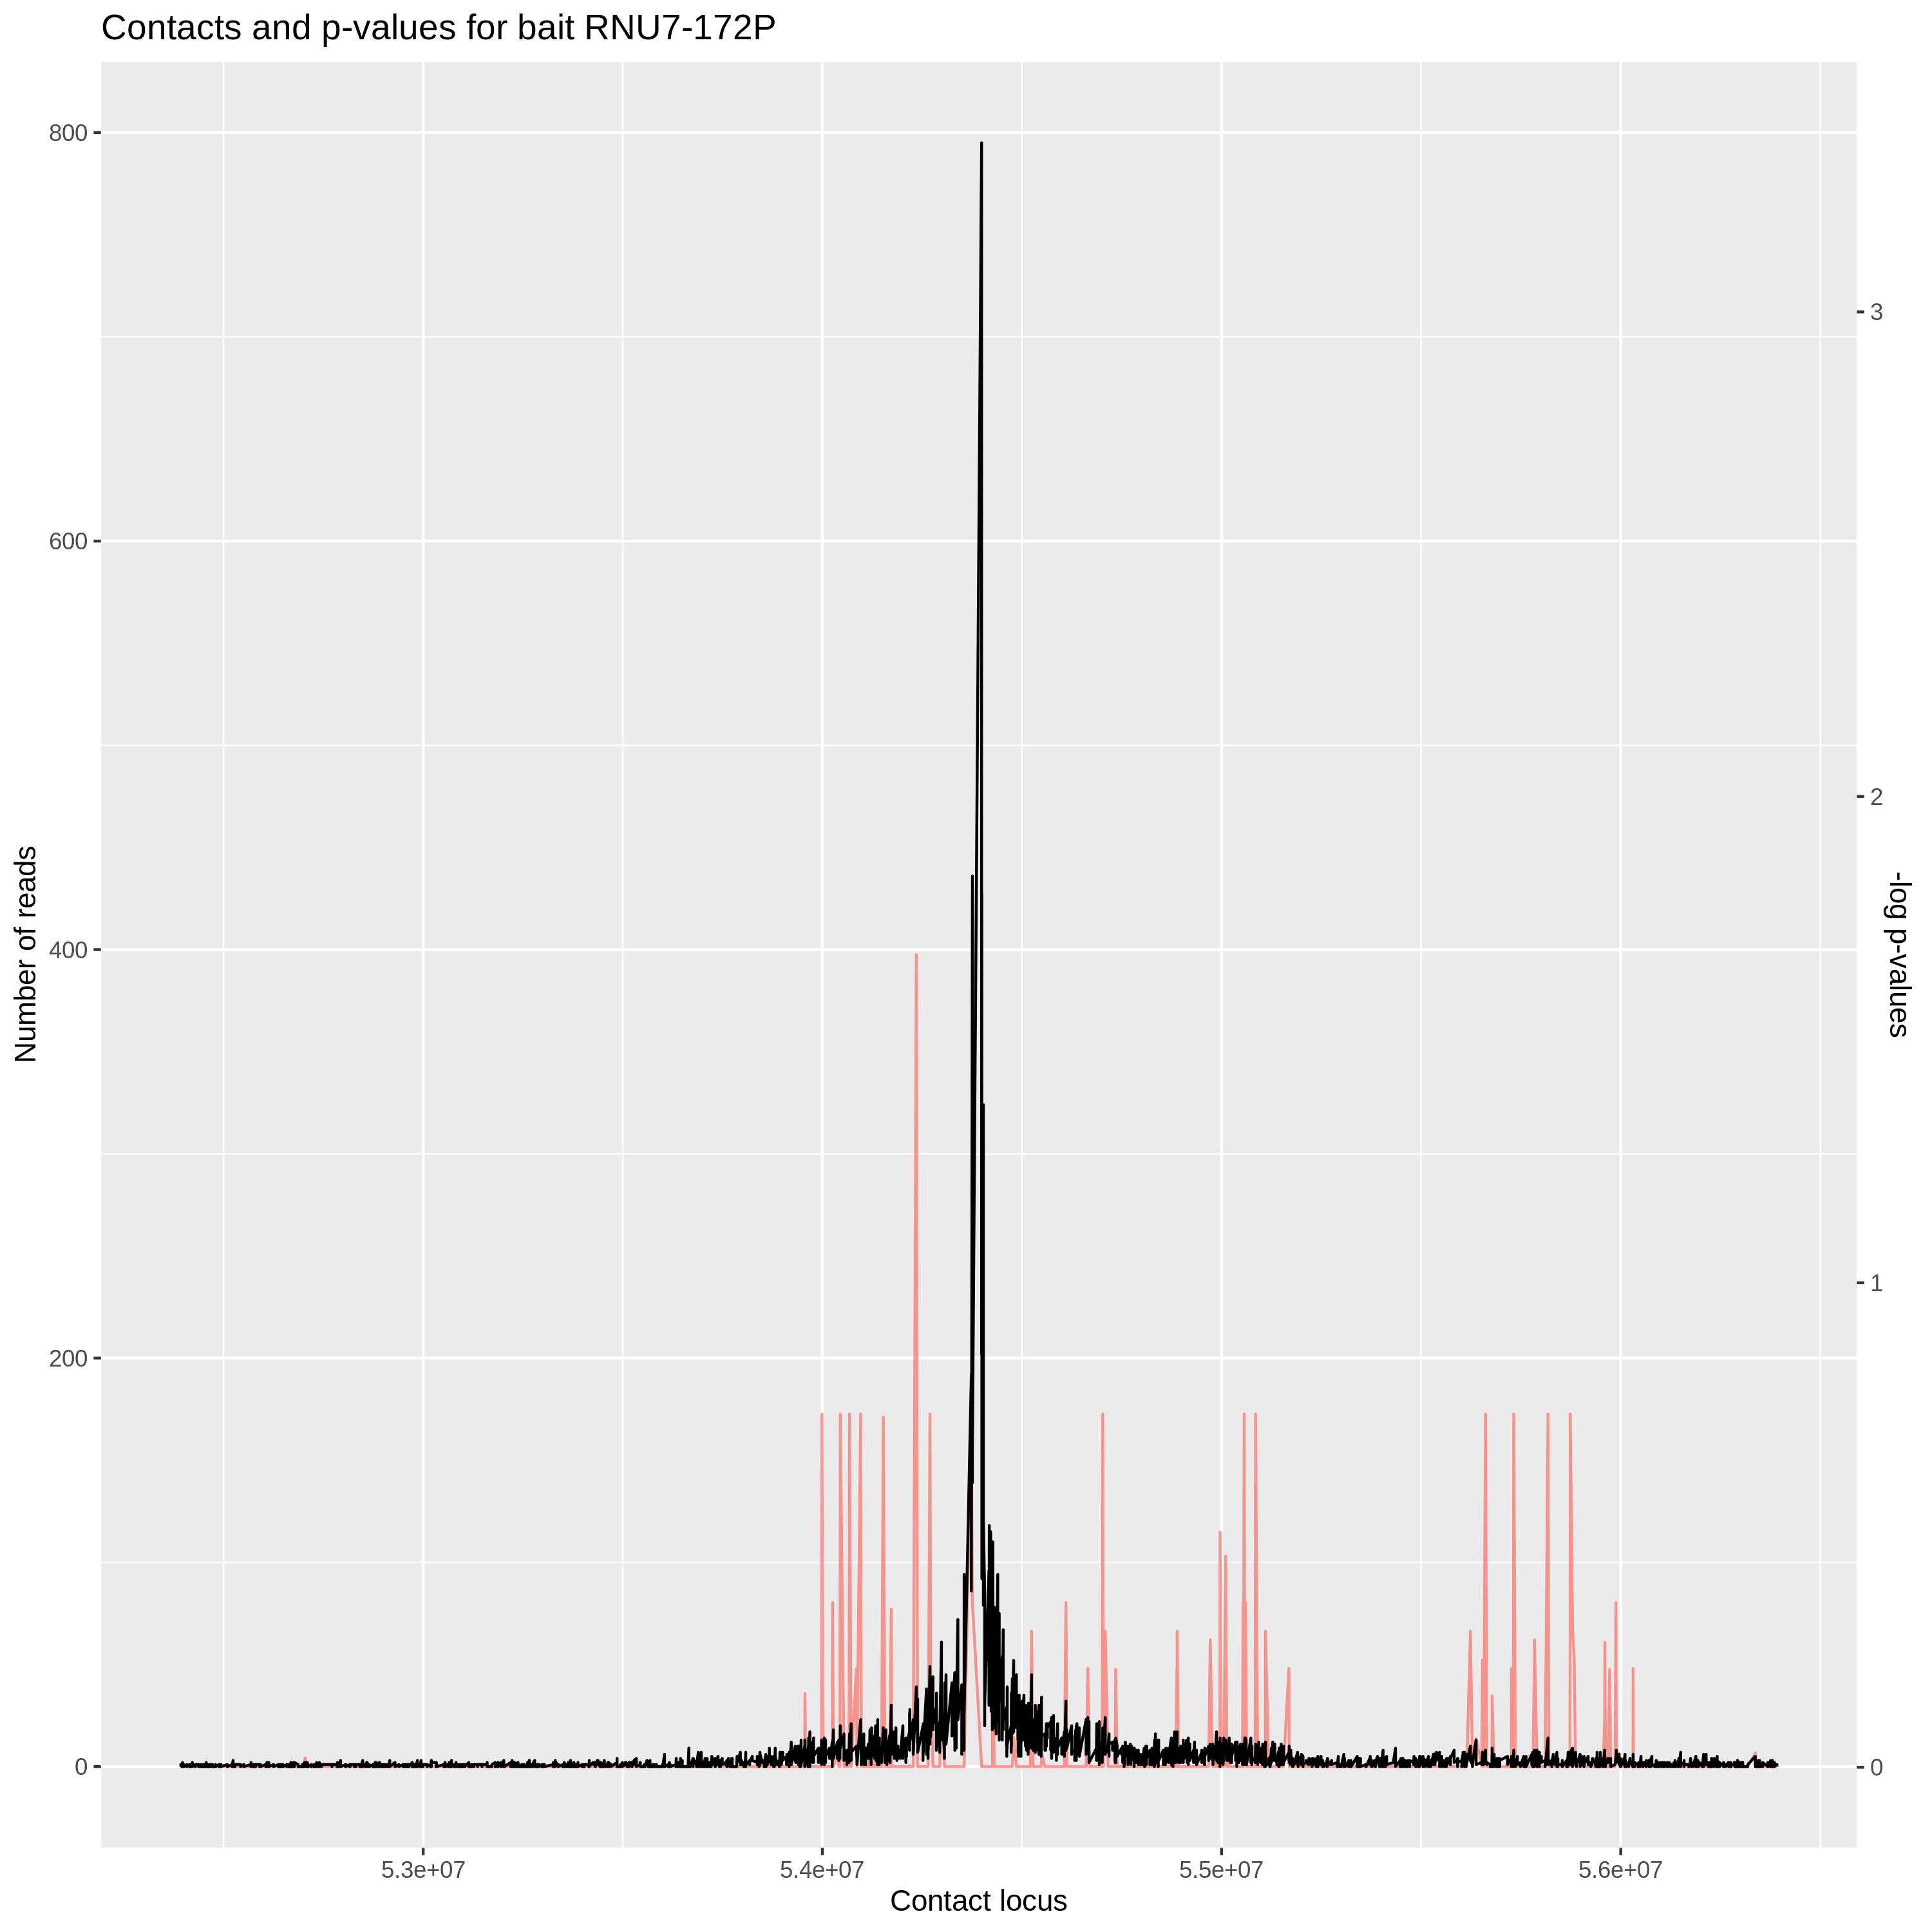 Contacts and p-values for bait RNU7-172P
800
600
400
200
0
Number of reads
3
2
1
0
-log p-values
5.3e+07
5.4e+07
5.5e+07
5.6e+07
Contact locus